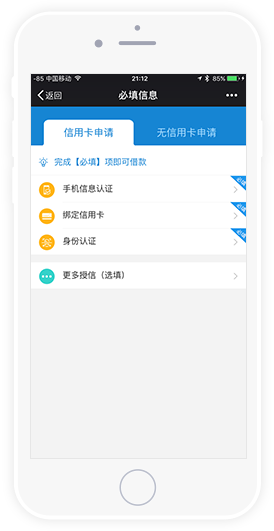 -85 中国移动 21:12 85%
返回 必填信息
信用卡申请 无信用卡申请
完成【必填】项即可借款
手机信息认证
绑定信用卡
身份认证
更多授信（选填）